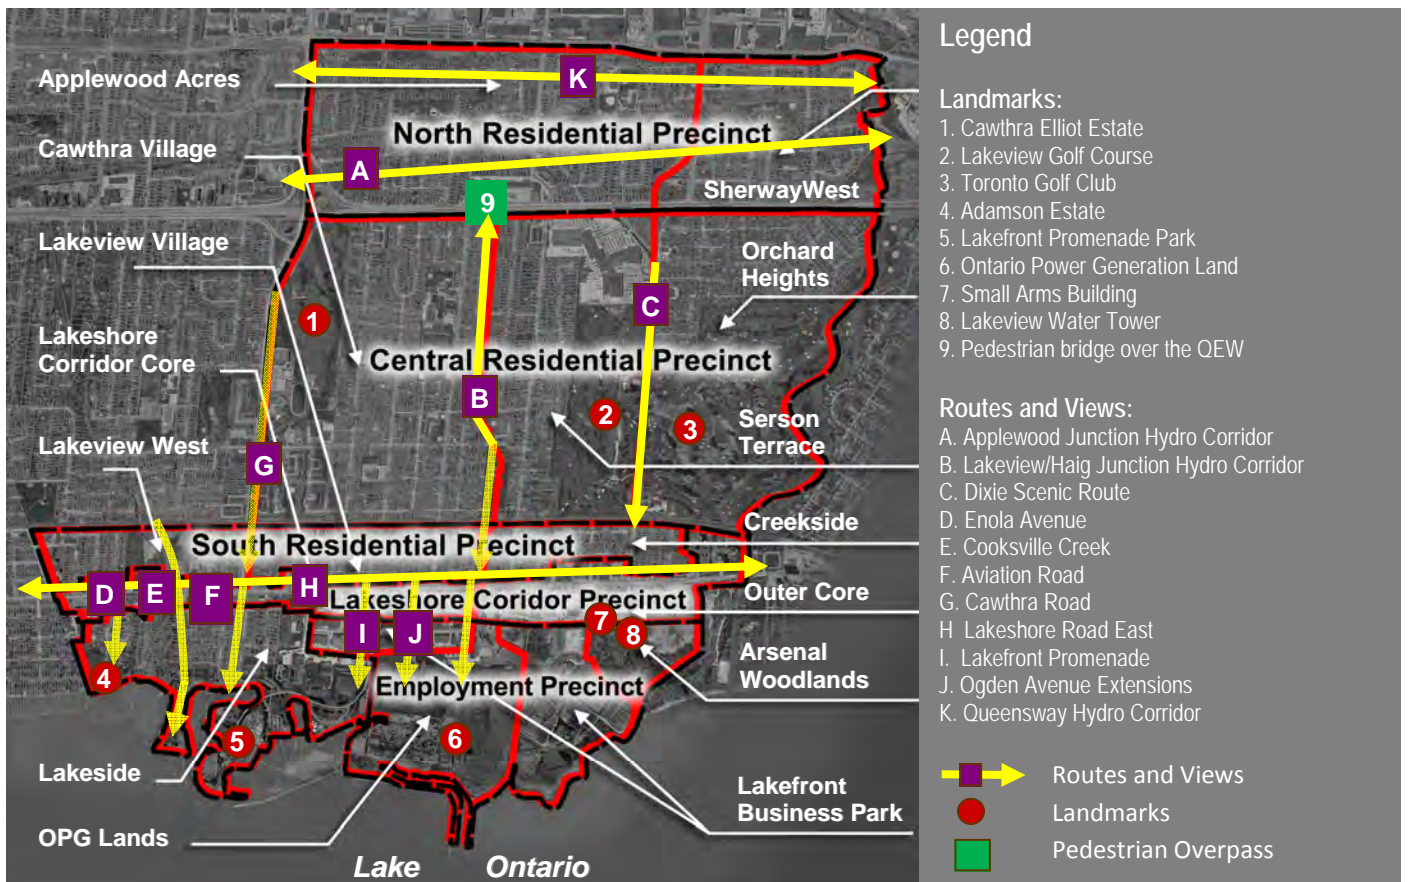 Applewood Acres
K
North Residential Precinct
Cawthra Village
A
SherwayWest
9
Lakeview Village
Orchard
Heights
C
1
Lakeshore
Corridor Core
Central Residential Precinct
B
2
3
Serson
Terrace
Lakeview West
G
Creekside
South Residential Precinct
D
E
F
H
Lakeshore Coridor Precinct
Outer Core
7
8
I
J
Arsenal
Woodlands
4
Employment Precinct
5
6
Lakeside
Lakefront
Business Park
OPG Lands
Lake Ontario
Legend
Landmarks:
1. Cawthra Elliot Estate
2. Lakeview Golf Course
3. Toronto Golf Club
4. Adamson Estate
5. Lakefront Promenade Park
6. Ontario Power Generation Land
7. Small Arms Building
8. Lakeview Water Tower
9. Pedestrian bridge over the QEW
Routes and Views:
A. Applewood Junction Hydro Corridor
B. Lakeview/Haig Junction Hydro Corridor
C. Dixie Scenic Route
D. Enola Avenue
E. Cooksville Creek
F. Aviation Road
G. Cawthra Road
H Lakeshore Road East
I. Lakefront Promenade
J. Ogden Avenue Extensions
K. Queensway Hydro Corridor
Routes and Views
Landmarks
Pedestrian Overpass